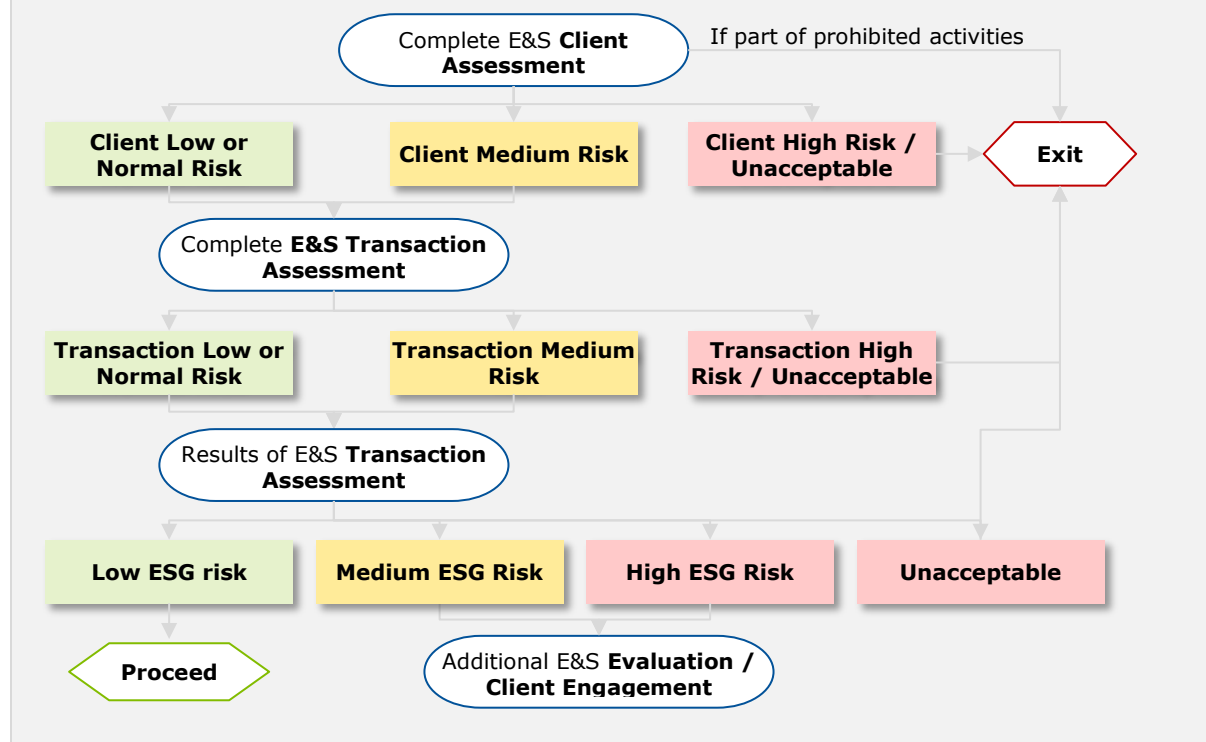 Complete E&S Client
Assessment
If part of prohibited activities
Client Low or
Normal Risk
Client Medium Risk
Client High Risk /
Unacceptable
Exit
Complete E&S Transaction
Assessment
Transaction Low or
Normal Risk
Transaction Medium
Risk
Transaction High
Risk / Unacceptable
Results of E&S Transaction
Assessment
Low ESG risk
Medium ESG Risk
High ESG Risk
Unacceptable
Proceed
Additional E&S Evaluation /
Client Engagement